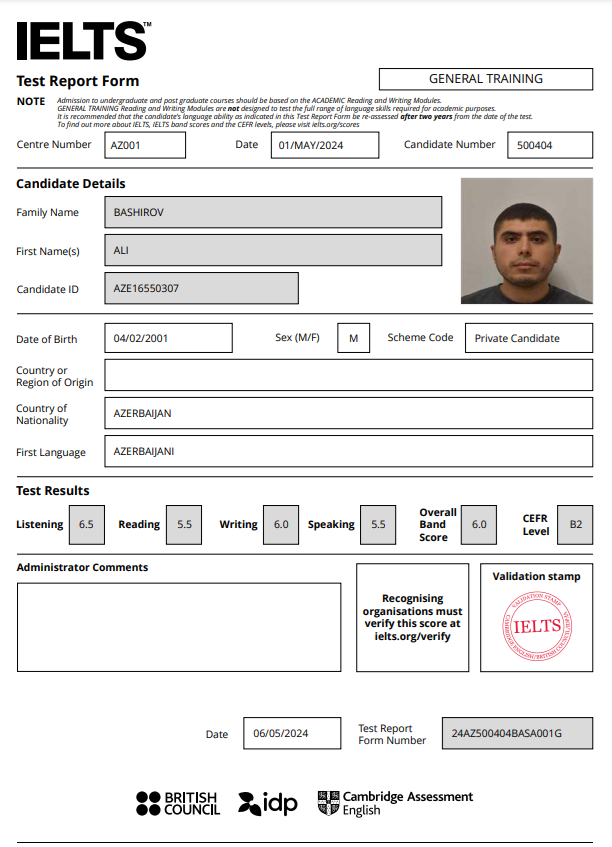 IELTS™
Test Report Form
GENERAL TRAINING
NOTE Admission to undergraduate and post graduate courses should be based on the ACADEMIC Reading and Writing Modules.
GENERAL TRAINING Reading and Writing Modules are not designed to test the full range of language skills required for academic purposes.
It is recommended that the candidate's language ability as indicated in this Test Report Form be re-assessed after two years from the date of the test.
To find out more about IELTS, IELTS band scores and the CEFR levels, please visit ielts.org/scores
Centre Number AZ001 Date 01/MAY/2024 Candidate Number 500404
Candidate Details
Family Name BASHIROV
First Name(s) ALI
Candidate ID AZE16550307
Date of Birth 04/02/2001 Sex (M/F) M Scheme Code Private Candidate
Country or
Region of Origin
Country of
Nationality AZERBAIJAN
First Language AZERBAIJANI
Test Results
Listening 6.5 Reading 5.5 Writing 6.0 Speaking 5.5 Overall
Band
Score 6.0 CEFR
Level B2
Administrator Comments
Recognising
organisations must
verify this score at
ielts.org/verify
Validation stamp
VALIDATION STAMP
IELTS
CAMBRIDGE ENGLISH/BRITISH COUNCIL
Date 06/05/2024 Test Report
Form Number 24AZ500404BASA001G
BRITISH
COUNCIL
idp
Cambridge Assessment
English